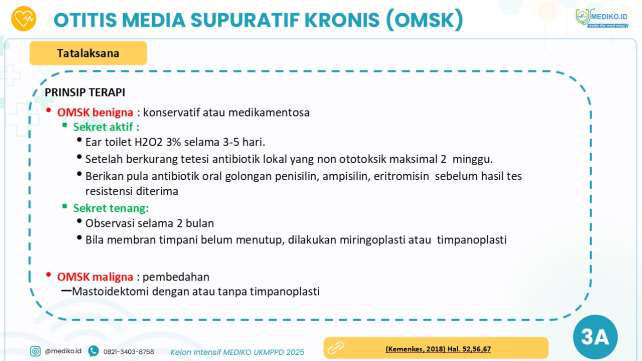 OTITIS MEDIA SUPURATIF KRONIS (OMSK)
MEDIKO.ID
Tatalaksana
PRINSIP TERAPI
• OMSK benigna : konservatif atau medikamentosa
▪ Sekret aktif :
• Ear toilet H2O2 3% selama 3-5 hari.
• Setelah berkurang tetesi antibiotik lokal yang non ototoksik maksimal 2 minggu.
• Berikan pula antibiotik oral golongan penisilin, ampisilin, eritromisin sebelum hasil tes
resistensi diterima
▪ Sekret tenang:
• Observasi selama 2 bulan
• Bila membran timpani belum menutup, dilakukan miringoplasti atau timpanoplasti
• OMSK maligna : pembedahan
—Mastoidektomi dengan atau tanpa timpanoplasti
@mediko.id
0821-3403-8758
Kelon Intensif MEDIKO UKMPPD 2025
(Kemenkes, 2018) Hal. 52,56,67
3A